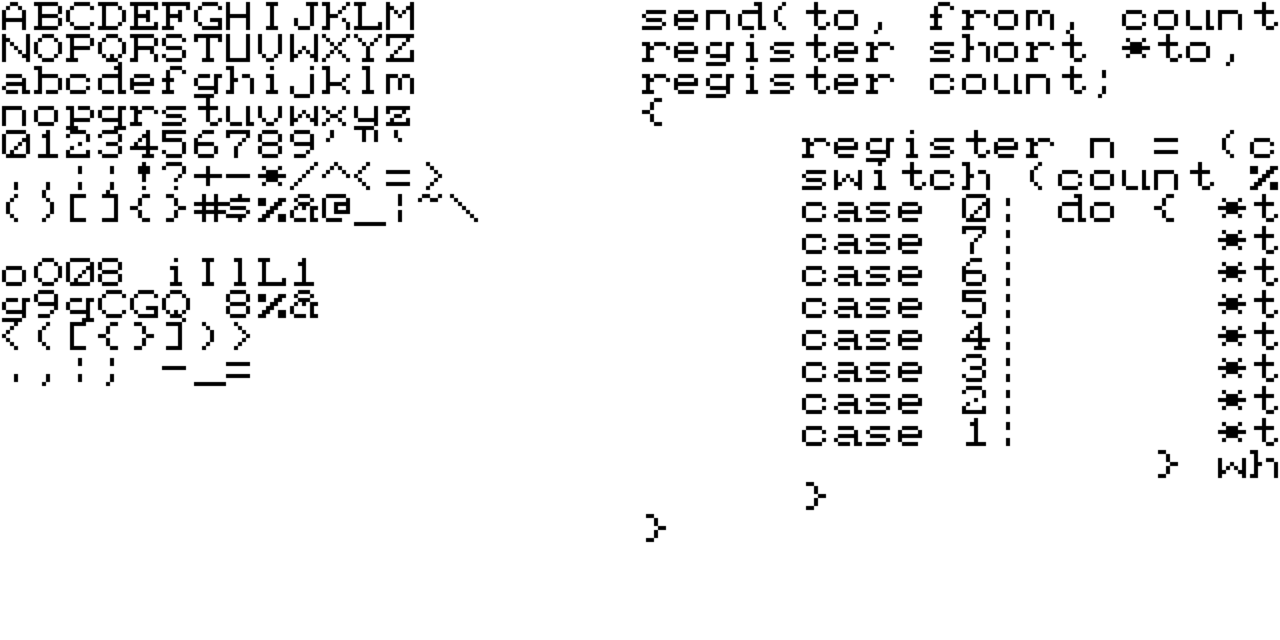 ABCDEFGHIJKLM
NOPQRSTUVWXYZ
abcdefghijklm
nopqrstuvwxyz
0123456789'"`
.,:;!?+-*/^<=>
()[]{}#$%&@_|~\
oO08 iIlL1
g9qCGQ 8%&
<([{}])>
.,:; -_=
send(to, from, count
register short *to,
register count;
{
register n = (c
switch (count %
case 0: do { *t
case 7: *t
case 6: *t
case 5: *t
case 4: *t
case 3: *t
case 2: *t
case 1: *t
} wh
}
}